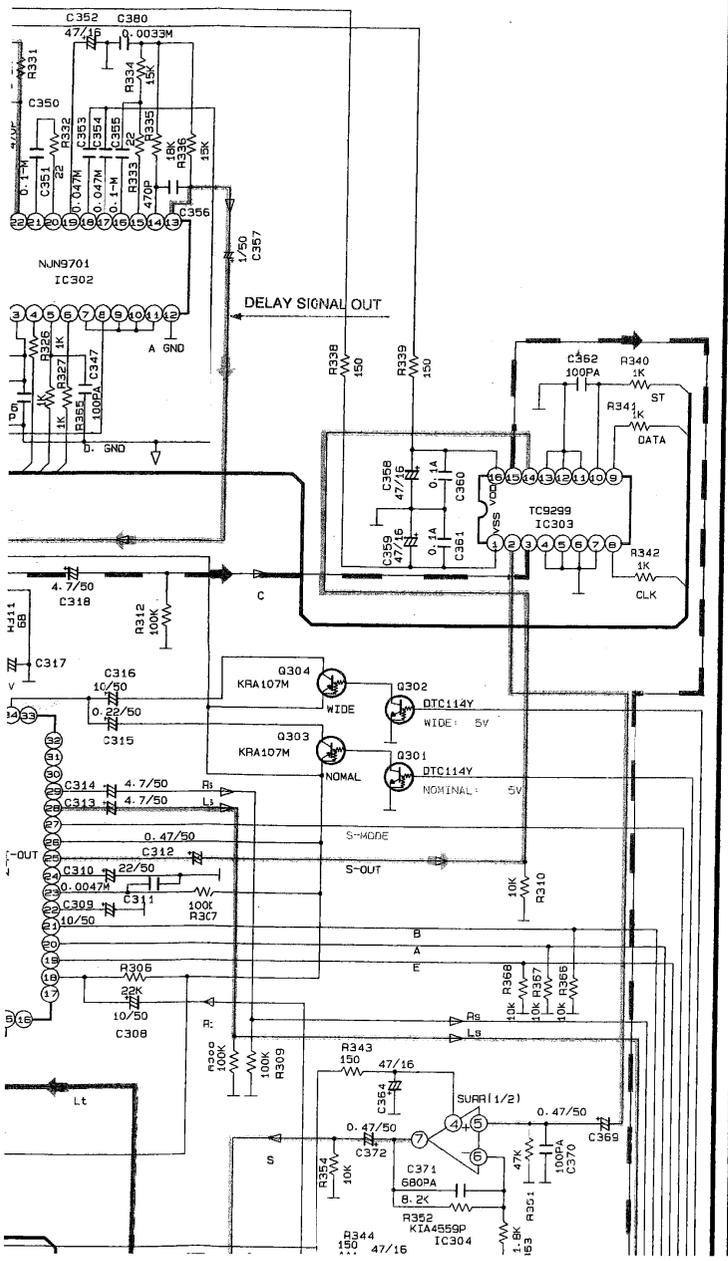 C352 C380
47/16 0.0033M
R331
R334
15K
C350
R332
22
C351
0.1-M
C353
0.047M
C354
0.047M
C355
0.1-M
R333
22
R335
18K
R336
15K
470P
C356
22 21 20 19 18 17 16 15 14 13
1/50
C357
NJN9701
IC302
DELAY SIGNAL OUT
3 4 5 6 7 8 9 10 11 12
A GND
R326
1K
R327
1K
1K
R365
C347
100PA
D. GND
R338
150
R339
150
C362
100PA
R340
1K
ST
R341
1K
DATA
C358
47/16
0.1A
C360
16 15 14 13 12 11 10 9
VDD
VSS
TC9299
IC303
1 2 3 4 5 6 7 8
C359
47/16
0.1A
C361
R342
1K
CLK
4.7/50
C318
C
R311
68
R312
100K
C317
V
C316
10/50
0.22/50
C315
Q304
KRA107M
WIDE
Q302
DTC114Y
WIDE: 5V
Q303
KRA107M
NOMAL
Q301
DTC114Y
NOMINAL: 5V
34 33
32
31
30
29 C314 4.7/50 Rs
28 C313 4.7/50 Ls
27 S-MODE
26 0.47/50
25 C312 S-OUT
-OUT
24 C310 22/50
23 0.0047M C311
100K
R307
22 C309
21 10/50
20
19
18 R306
22K
17
10/50
C308
16
10K
R310
B
A
E
R368
10k
R357
10k
R366
10k
Rs
Ls
100K
100K
R309
R343
150
47/16
C364
SURR(1/2)
Lt
S
0.47/50
C372
R354
10K
7 4 5 6
0.47/50
C369
47K
R351
100PA
C370
C371
680PA
8.2K
R352
KIA4559P
IC304
1.8K
R344
150 47/16